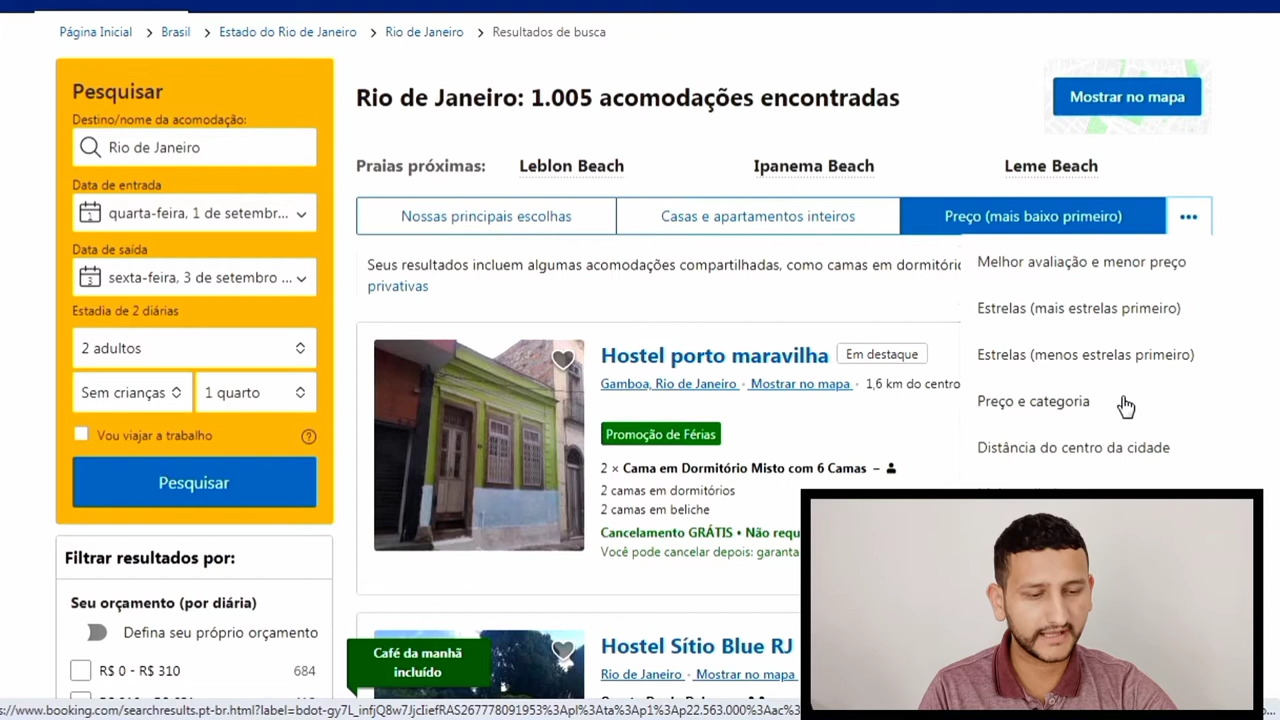 Página Inicial > Brasil > Estado do Rio de Janeiro > Rio de Janeiro > Resultados de busca
Pesquisar
Destino/nome da acomodação:
Rio de Janeiro
Data de entrada
1
quarta-feira, 1 de setembr...
Data de saída
3
sexta-feira, 3 de setembro ...
Estadia de 2 diárias
2 adultos
Sem crianças
1 quarto
Vou viajar a trabalho
?
Pesquisar
Filtrar resultados por:
Seu orçamento (por diária)
Defina seu próprio orçamento
R$ 0 - R$ 310 684
Rio de Janeiro: 1.005 acomodações encontradas
Mostrar no mapa
Praias próximas: Leblon Beach Ipanema Beach Leme Beach
Nossas principais escolhas
Casas e apartamentos inteiros
Preço (mais baixo primeiro)
•••
Melhor avaliação e menor preço
Estrelas (mais estrelas primeiro)
Estrelas (menos estrelas primeiro)
Preço e categoria
Distância do centro da cidade
Seus resultados incluem algumas acomodações compartilhadas, como camas em dormitóri
privativas
Hostel porto maravilha
Em destaque
Gamboa, Rio de Janeiro · Mostrar no mapa · 1,6 km do centro
Promoção de Férias
2 × Cama em Dormitório Misto com 6 Camas –
2 camas em dormitórios
2 camas em beliche
Cancelamento GRÁTIS • Não requ
Você pode cancelar depois: garanta
Café da manhã
incluído
Hostel Sítio Blue RJ
Rio de Janeiro · Mostrar no mapa